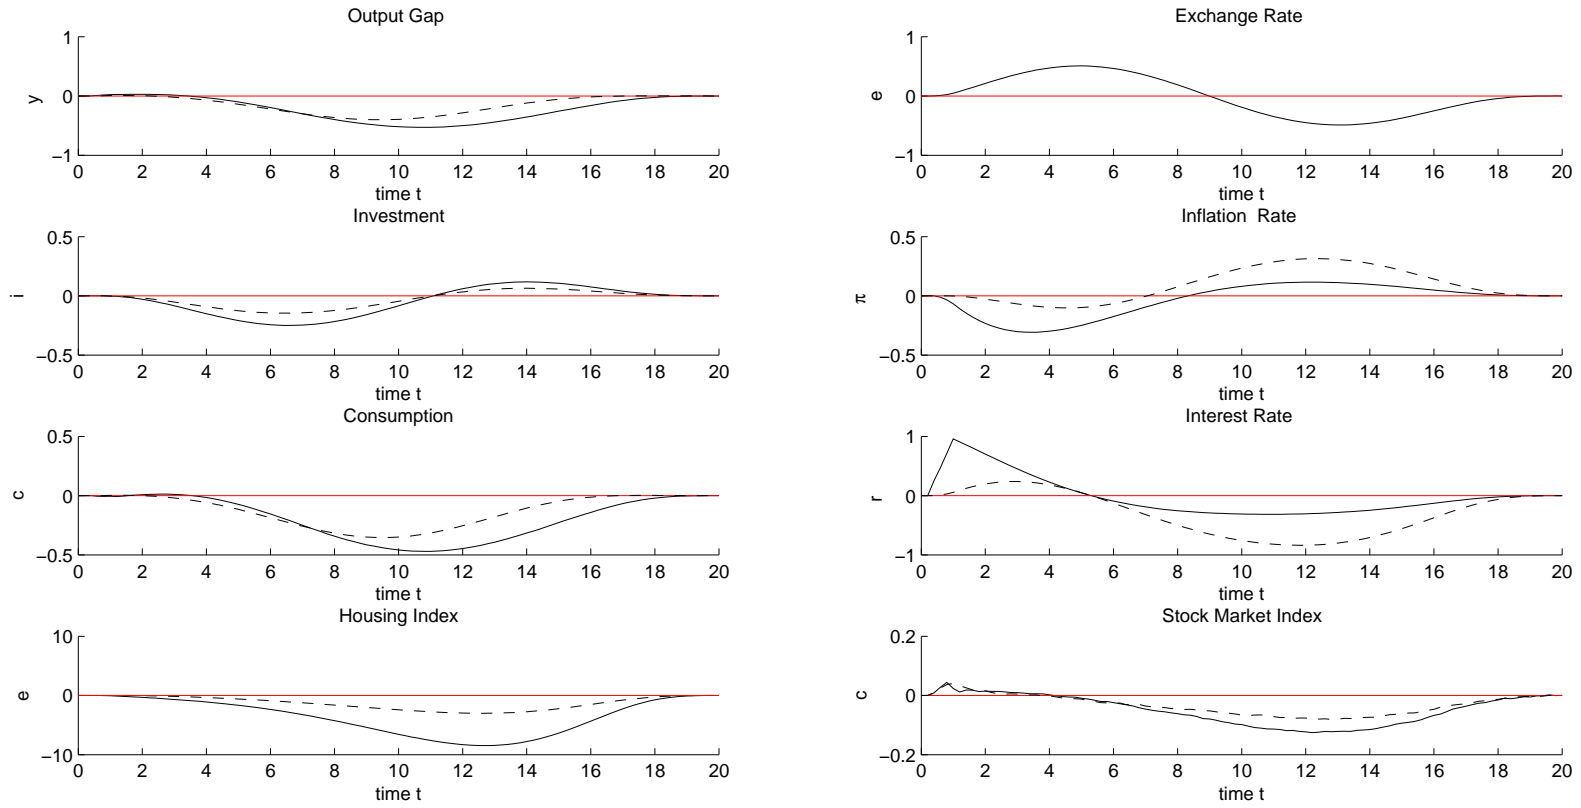 Output Gap
1
0
−1
y
0 2 4 6 8 10 12 14 16 18 20
time t
Exchange Rate
1
0
−1
e
0 2 4 6 8 10 12 14 16 18 20
time t
Investment
0.5
0
−0.5
i
0 2 4 6 8 10 12 14 16 18 20
time t
Inflation Rate
0.5
0
−0.5
π
0 2 4 6 8 10 12 14 16 18 20
time t
Consumption
0.5
0
−0.5
c
0 2 4 6 8 10 12 14 16 18 20
time t
Interest Rate
1
0
−1
r
0 2 4 6 8 10 12 14 16 18 20
time t
Housing Index
10
0
−10
e
0 2 4 6 8 10 12 14 16 18 20
time t
Stock Market Index
0.2
0
−0.2
c
0 2 4 6 8 10 12 14 16 18 20
time t